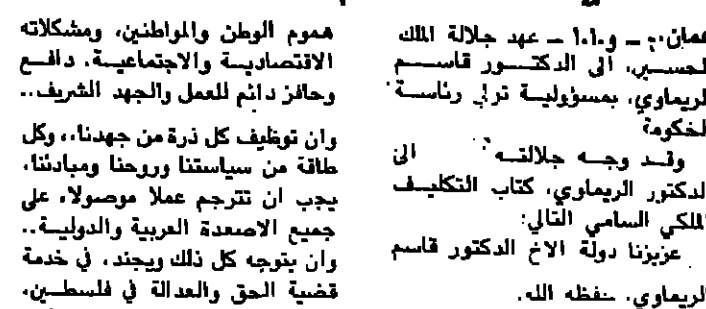 عمان - و.ا.ا - عهد جلالة الملك
الحسين، الى الدكتور قاسم
الريماوي، بمسؤولية تولي رئاسة
الحكومة
وقد وجه جلالته الى
الدكتور الريماوي، كتاب التكليف
الملكي السامي التالي:
عزيزنا دولة الاخ الدكتور قاسم
الريماوي، حفظه الله.
هموم الوطن والمواطنين، ومشكلاته
الاقتصادية والاجتماعية. دافع
وحافز دائم للعمل والجهد الشريف..
وان توظيف كل ذرة من جهدنا،، وكل
طاقة من سياستنا وروحنا ومبادئنا،
يجب ان تترجم عملا موصولا، على
جميع الاصعدة العربية والدولية..
وان يتوجه كل ذلك ويجند، في خدمة
قضية الحق والعدالة في فلسطين،